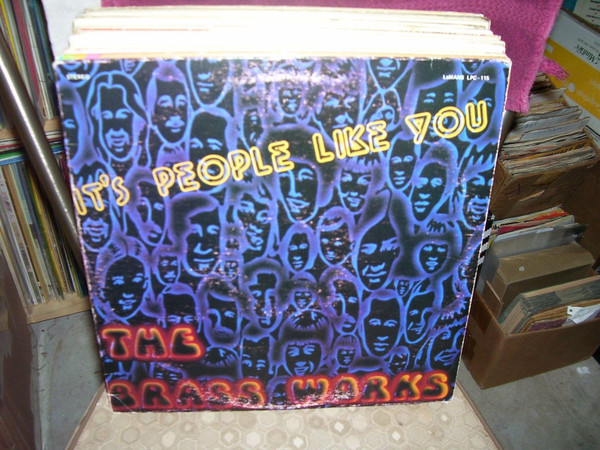 STEREO
LeMANS LPC-115
IT'S PEOPLE LIKE YOU
THE
BRASS WORKS